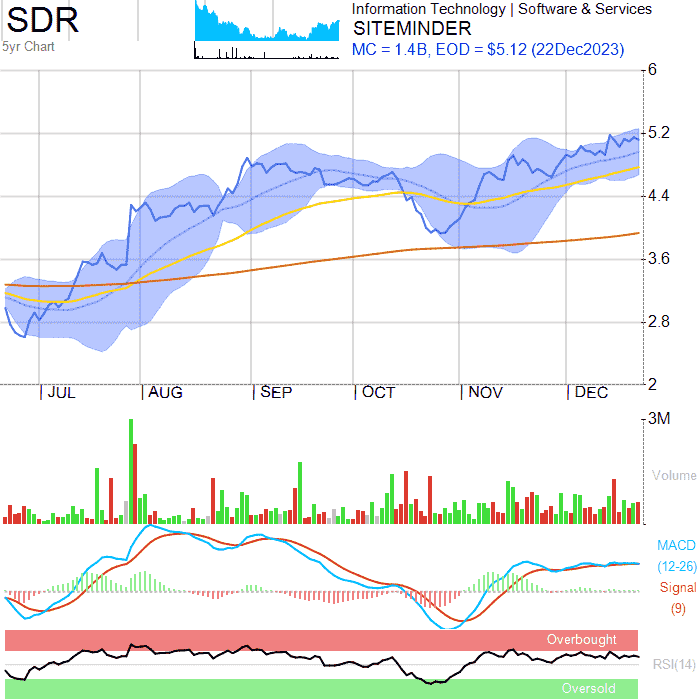 SDR
5yr Chart
Information Technology | Software & Services
SITEMINDER
MC = 1.4B, EOD = $5.12 (22Dec2023)
6
5.2
4.4
3.6
2.8
2
JUL AUG SEP OCT NOV DEC
3M
Volume
MACD
(12-26)
Signal
(9)
Overbought
RSI(14)
Oversold